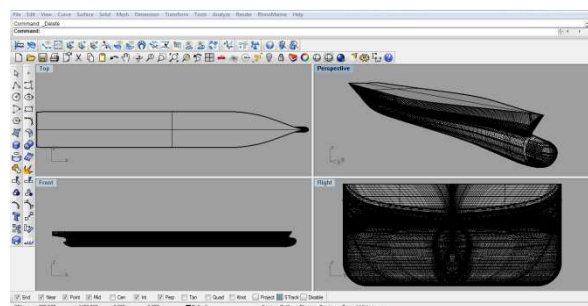 File Edit View Curve Surface Solid Mesh Dimension Transform Tools Analyze Render RhinoMarine Help
Command: _Delete
Command:
Top
Perspective
Front
Right
End Near Point Mid Cen Int Perp Tan Quad Knot Project STrack Disable